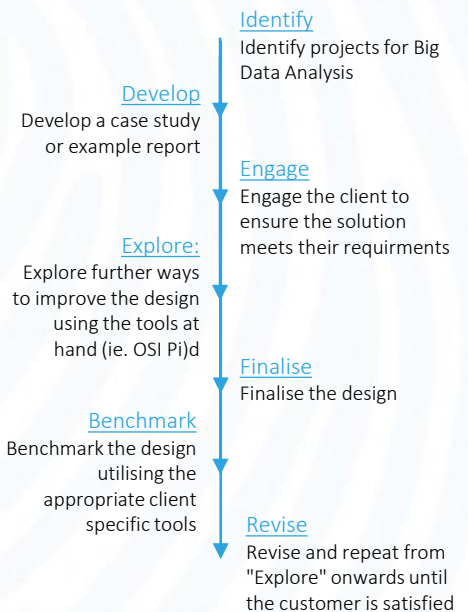 Identify
Identify projects for Big
Data Analysis
Develop
Develop a case study
or example report
Engage
Engage the client to
ensure the solution
meets their requirments
Explore:
Explore further ways
to improve the design
using the tools at
hand (ie. OSI Pi)d
Finalise
Finalise the design
Benchmark
Benchmark the design
utilising the
appropriate client
specific tools
Revise
Revise and repeat from
"Explore" onwards until
the customer is satisfied